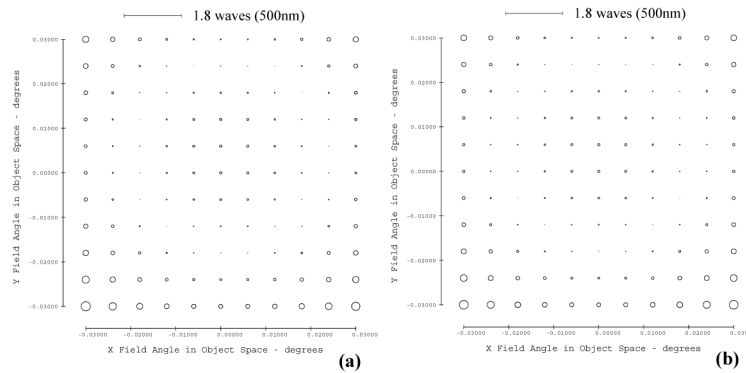 1.8 waves (500nm)
0.03000
0.02000
0.01000
0.00000
-0.01000
-0.02000
-0.03000
Y Field Angle in Object Space - degrees
-0.03000 -0.02000 -0.01000 0.00000 0.01000 0.02000 0.03000
X Field Angle in Object Space - degrees
(a)
1.8 waves (500nm)
0.03000
0.02000
0.01000
0.00000
-0.01000
-0.02000
-0.03000
Y Field Angle in Object Space - degrees
-0.03000 -0.02000 -0.01000 0.00000 0.01000 0.02000 0.030
X Field Angle in Object Space - degrees
(b)